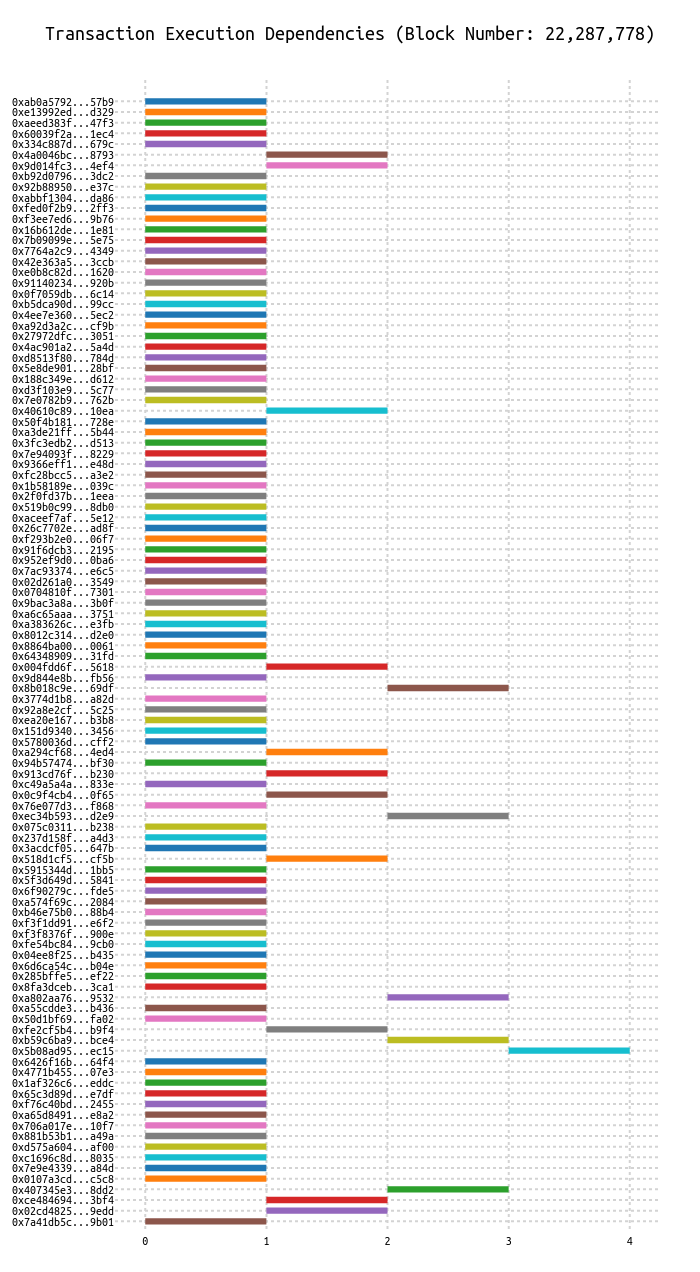 Transaction Execution Dependencies (Block Number: 22,287,778)
0xab0a5792...57b9
0xe13992ed...d329
0xaeed383f...47f3
0x60039f2a...1ec4
0x334c887d...679c
0x4a0046bc...8793
0x9d014fc3...4ef4
0xb92d0796...3dc2
0x92b88950...e37c
0xabbf1304...da86
0xfed0f2b9...2ff3
0xf3ee7ed6...9b76
0x16b612de...1e81
0x7b09099e...5e75
0x7764a2c9...4349
0x42e363a5...3ccb
0xe0b8c82d...1620
0x91140234...920b
0x0f7059db...6c14
0xb5dca90d...99cc
0x4ee7e360...5ec2
0xa92d3a2c...cf9b
0x27972dfc...3051
0x4ac901a2...5a4d
0xd8513f80...784d
0x5e8de901...28bf
0x188c349e...d612
0xd3f103e9...5c77
0x7e0782b9...762b
0x40610c89...10ea
0x50f4b181...728e
0xa3de21ff...5b44
0x3fc3edb2...d513
0x7e94093f...8229
0x9366eff1...e48d
0xfc28bcc5...a3e2
0x1b58189e...039c
0x2f0fd37b...1eea
0x519b0c99...8db0
0xaceef7af...5e12
0x26c7702e...ad8f
0xf293b2e0...06f7
0x91f6dcb3...2195
0x952ef9d0...0ba6
0x7ac93374...e6c5
0x02d261a0...3549
0x0704810f...7301
0x9bac3a8a...3b0f
0xa6c65aaa...3751
0xa383626c...e3fb
0x8012c314...d2e0
0x8864ba00...0061
0x64348909...31fd
0x004fdd6f...5618
0x9d844e8b...fb56
0x8b018c9e...69df
0x3774d1b8...a82d
0x92a8e2cf...5c25
0xea20e167...b3b8
0x151d9340...3456
0x5780036d...cff2
0xa294cf68...4ed4
0x94b57474...bf30
0x913cd76f...b230
0xc49a5a4a...833e
0x0c9f4cb4...0f65
0x76e077d3...f868
0xec34b593...d2e9
0x075c0311...b238
0x237d158f...a4d3
0x3acdcf05...647b
0x518d1cf5...cf5b
0x5915344d...1bb5
0x5f3d649d...5841
0x6f90279c...fde5
0xa574f69c...2084
0xb46e75b0...88b4
0xf3f1dd91...e6f2
0xf3f8376f...900e
0xfe54bc84...9cb0
0x04ee8f25...b435
0x6d6ca54c...b04e
0x285bffe5...ef22
0x8fa3dceb...3ca1
0xa802aa76...9532
0xa55cdde3...b436
0x50d1bf69...fa02
0xfe2cf5b4...b9f4
0xb59c6ba9...bce4
0x5b08ad95...ec15
0x6426f16b...64f4
0x4771b455...07e3
0x1af326c6...eddc
0x65c3d89d...e7df
0xf76c40bd...2455
0xa65d8491...e8a2
0x706a017e...10f7
0x881b53b1...a49a
0xd575a604...af00
0xc1696c8d...8035
0x7e9e4339...a84d
0x0107a3cd...c5c8
0x407345e3...8dd2
0xce484694...3bf4
0x02cd4825...9edd
0x7a41db5c...9b01
0 1 2 3 4